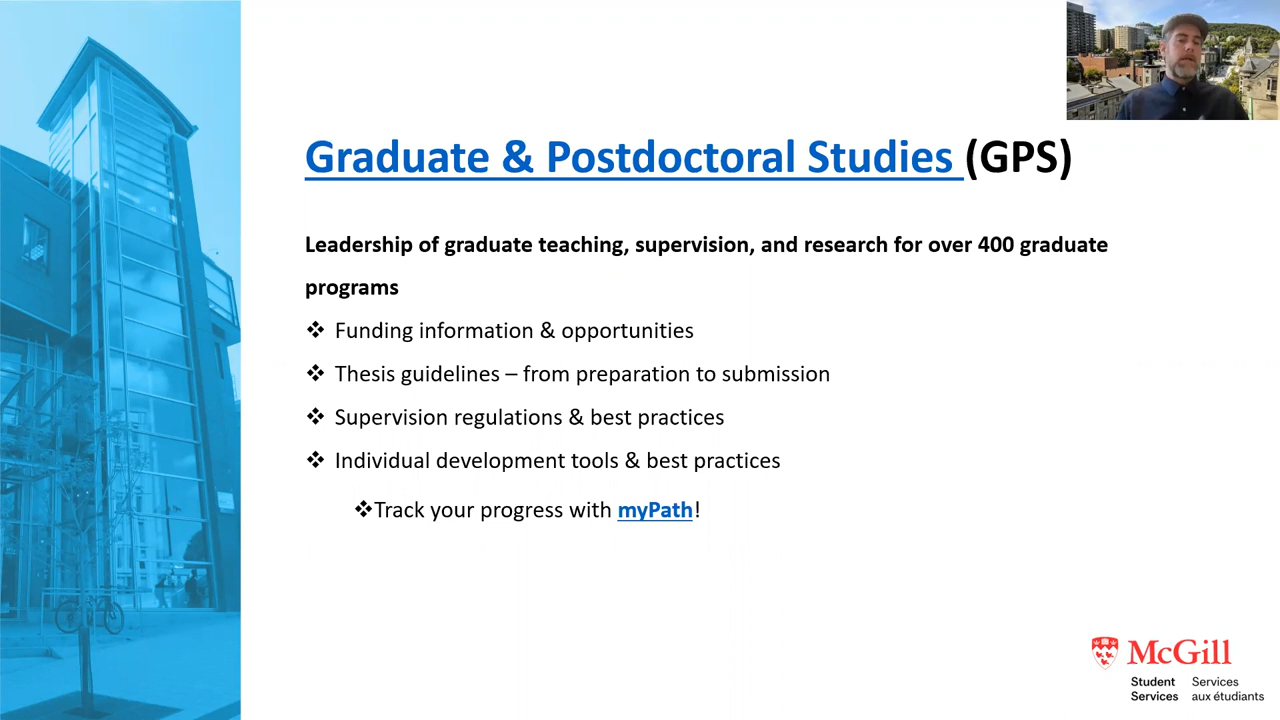 Graduate & Postdoctoral Studies (GPS)
Leadership of graduate teaching, supervision, and research for over 400 graduate
programs
❖ Funding information & opportunities
❖ Thesis guidelines – from preparation to submission
❖ Supervision regulations & best practices
❖ Individual development tools & best practices
❖Track your progress with myPath!
McGill
Student Services
Services aux étudiants